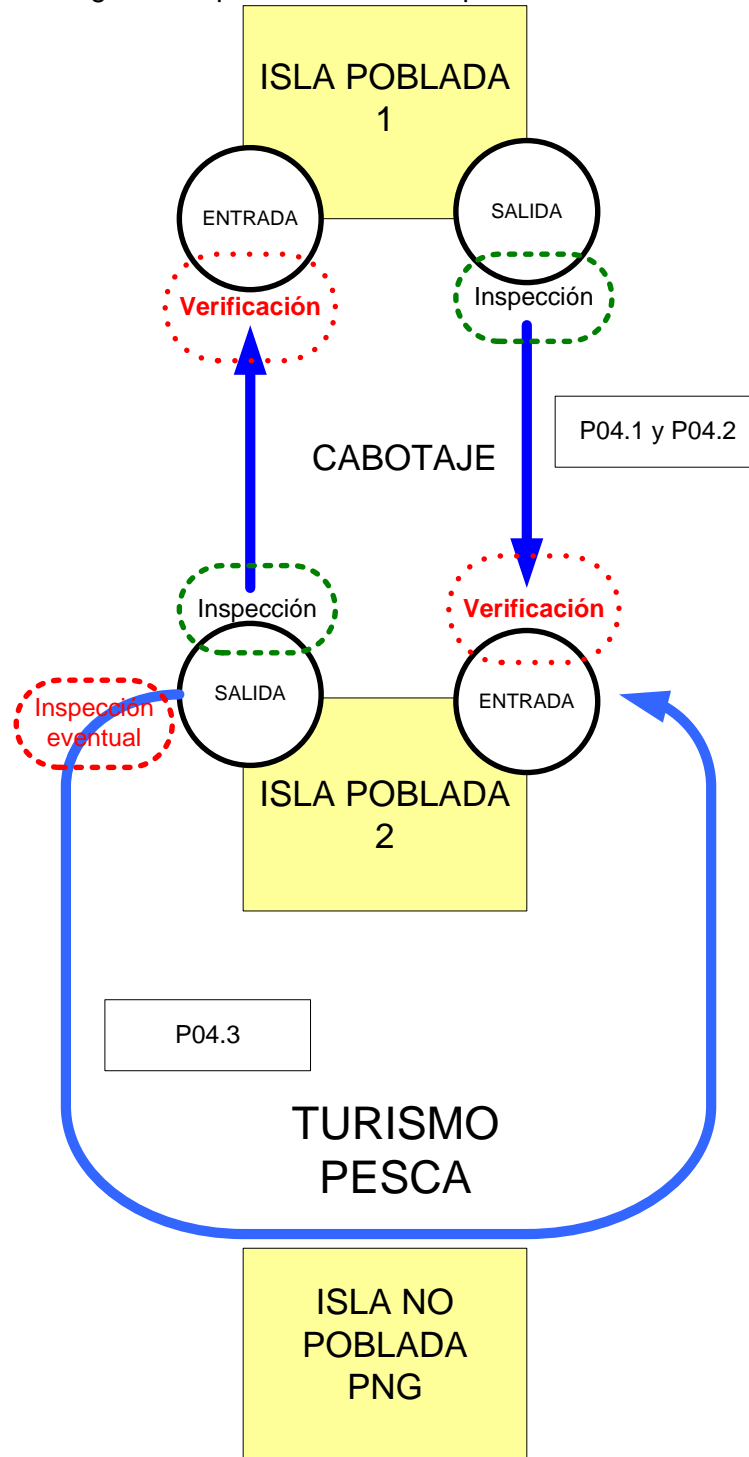 ISLA POBLADA
1
ENTRADA
SALIDA
Verificación
Inspección
P04.1 y P04.2
CABOTAJE
Inspección
Verificación
SALIDA
ENTRADA
Inspección
eventual
ISLA POBLADA
2
P04.3
TURISMO
PESCA
ISLA NO
POBLADA
PNG